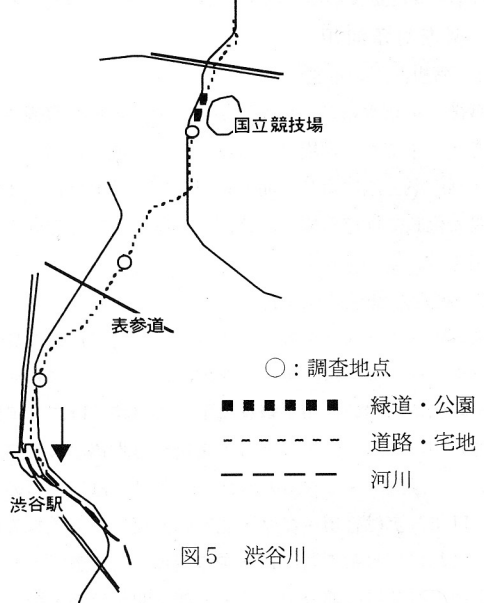 国立競技場
表参道
○：調査地点
緑道・公園
道路・宅地
河川
渋谷駅
図5 渋谷川